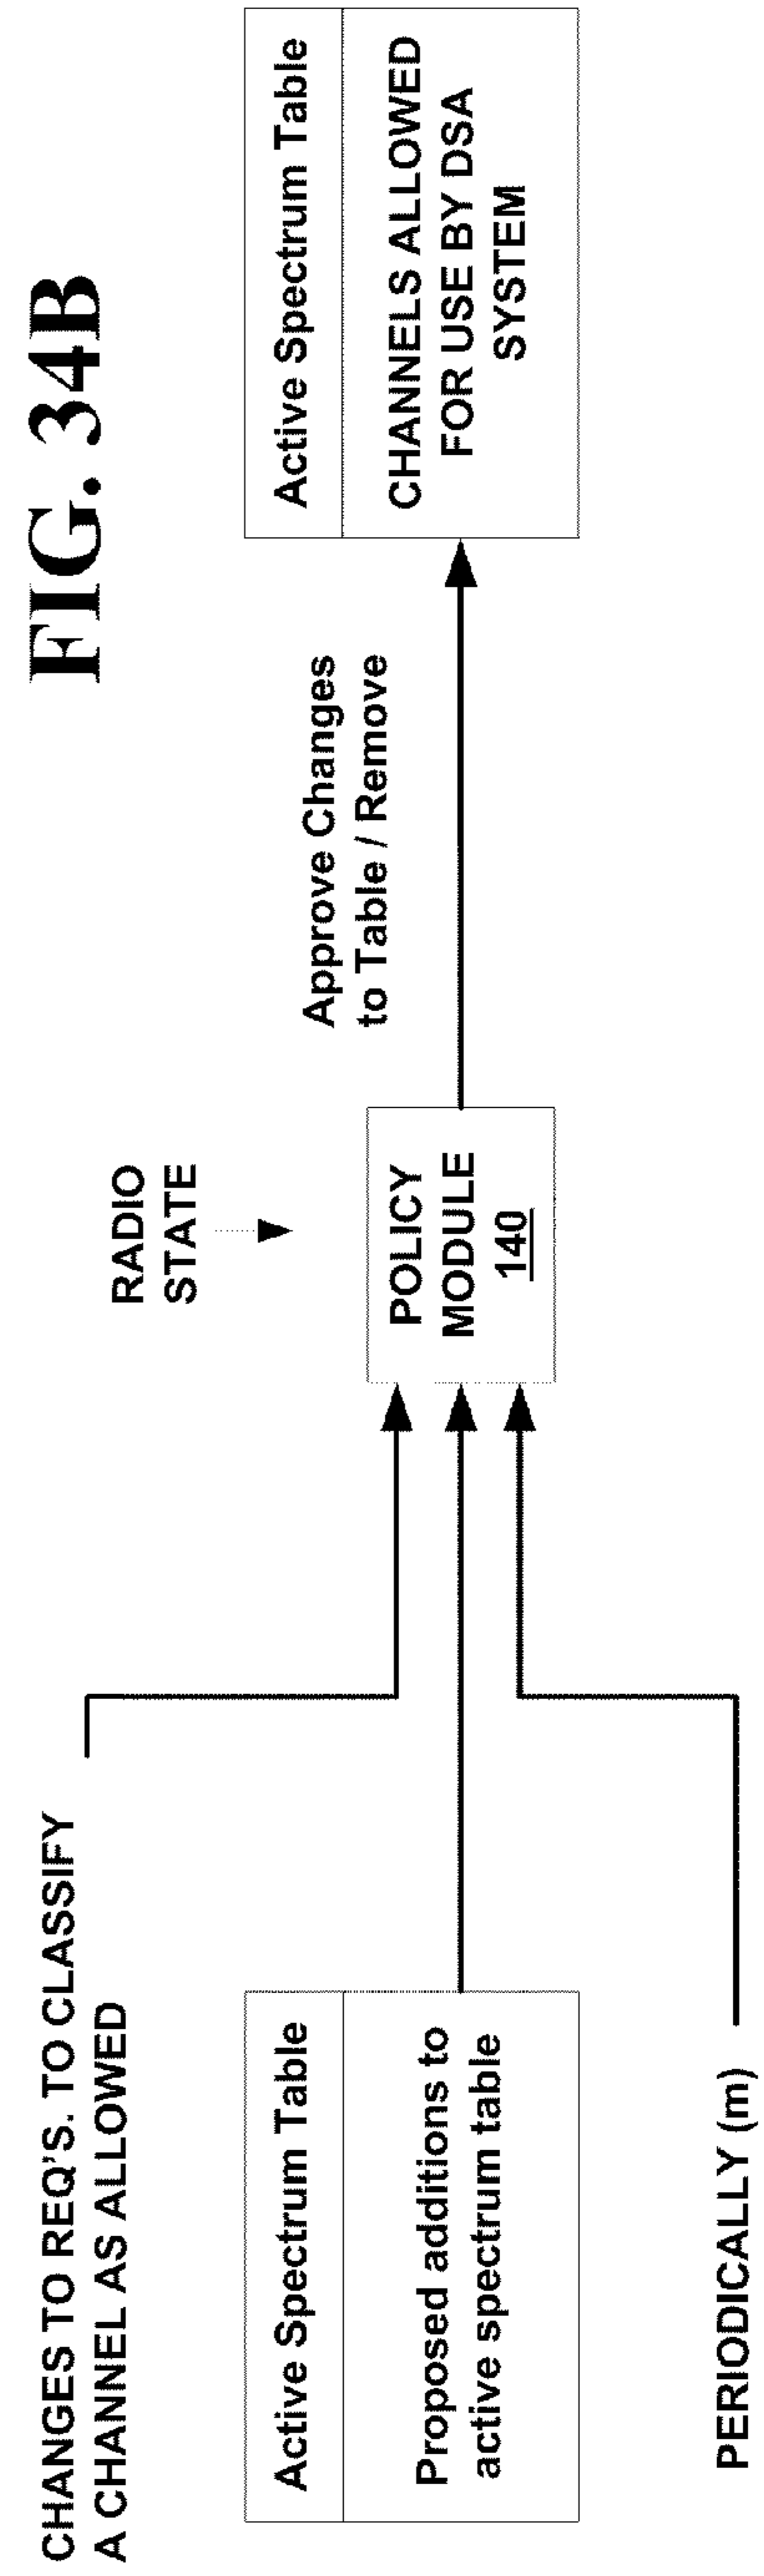 FIG. 34B
CHANGES TO REQ'S. TO CLASSIFY
A CHANNEL AS ALLOWED
RADIO
STATE
Active Spectrum Table
Proposed additions to
active spectrum table
POLICY
MODULE
140
Approve Changes
to Table / Remove
Active Spectrum Table
CHANNELS ALLOWED
FOR USE BY DSA
SYSTEM
PERIODICALLY (m)